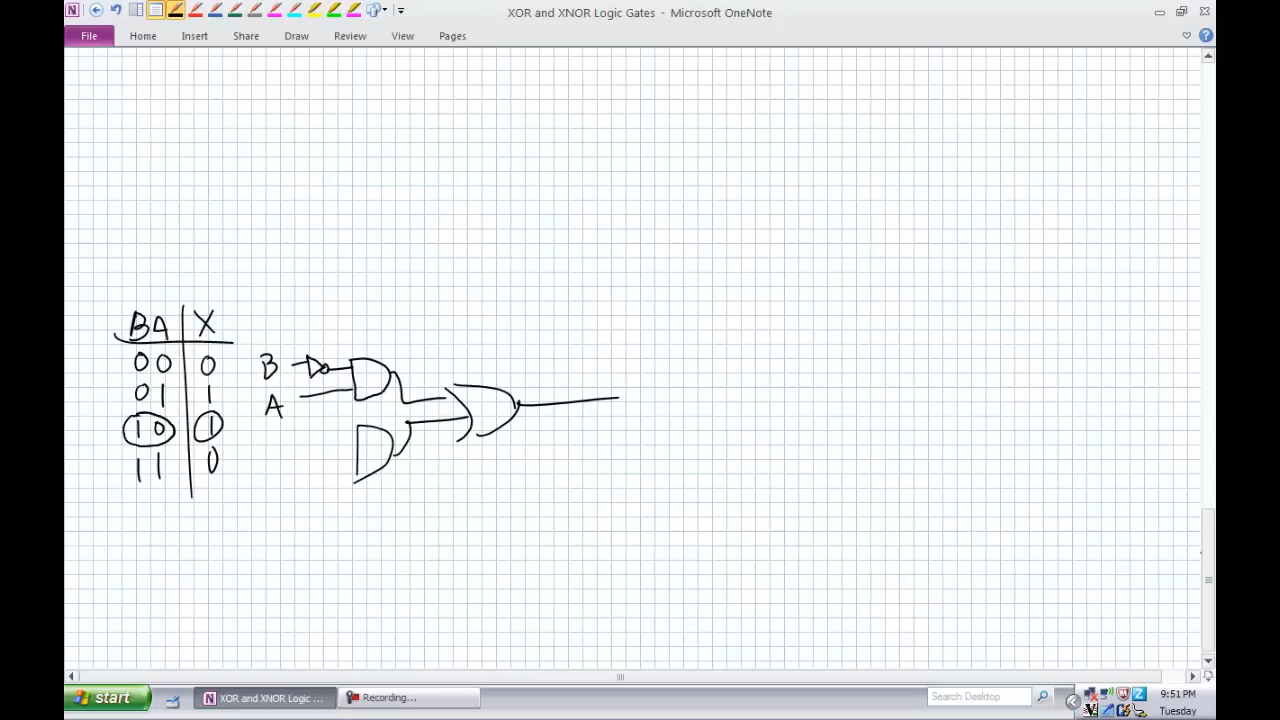 XOR and XNOR Logic Gates - Microsoft OneNote
File Home Insert Share Draw Review View Pages
BA X
00 0
01 1
10 1
11 0
B
A
start
XOR and XNOR Logic ...
Recording...
Search Desktop
9:51 PM
Tuesday